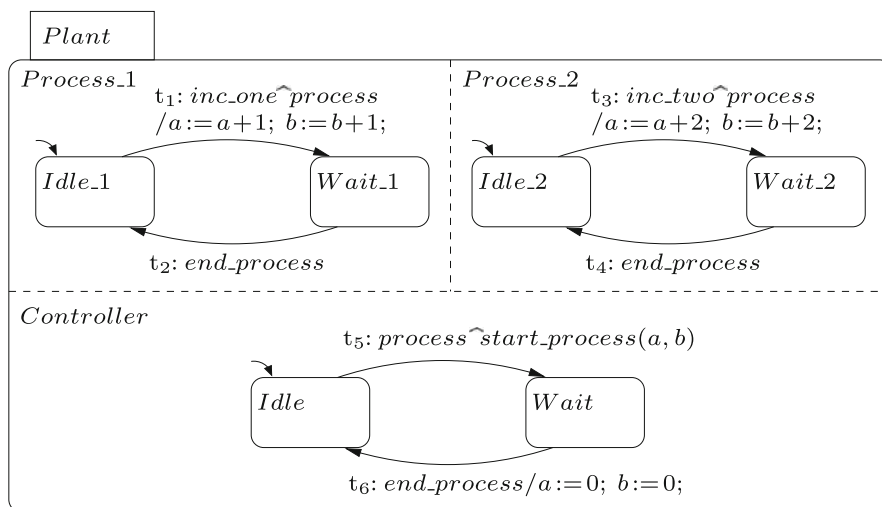 Plant
Process_1
Process_2
t₁: inc_one^process
/a:=a+1; b:=b+1;
t₃: inc_two^process
/a:=a+2; b:=b+2;
Idle_1
Wait_1
Idle_2
Wait_2
t₂: end_process
t₄: end_process
Controller
t₅: process^start_process(a, b)
Idle
Wait
t₆: end_process/a:=0; b:=0;